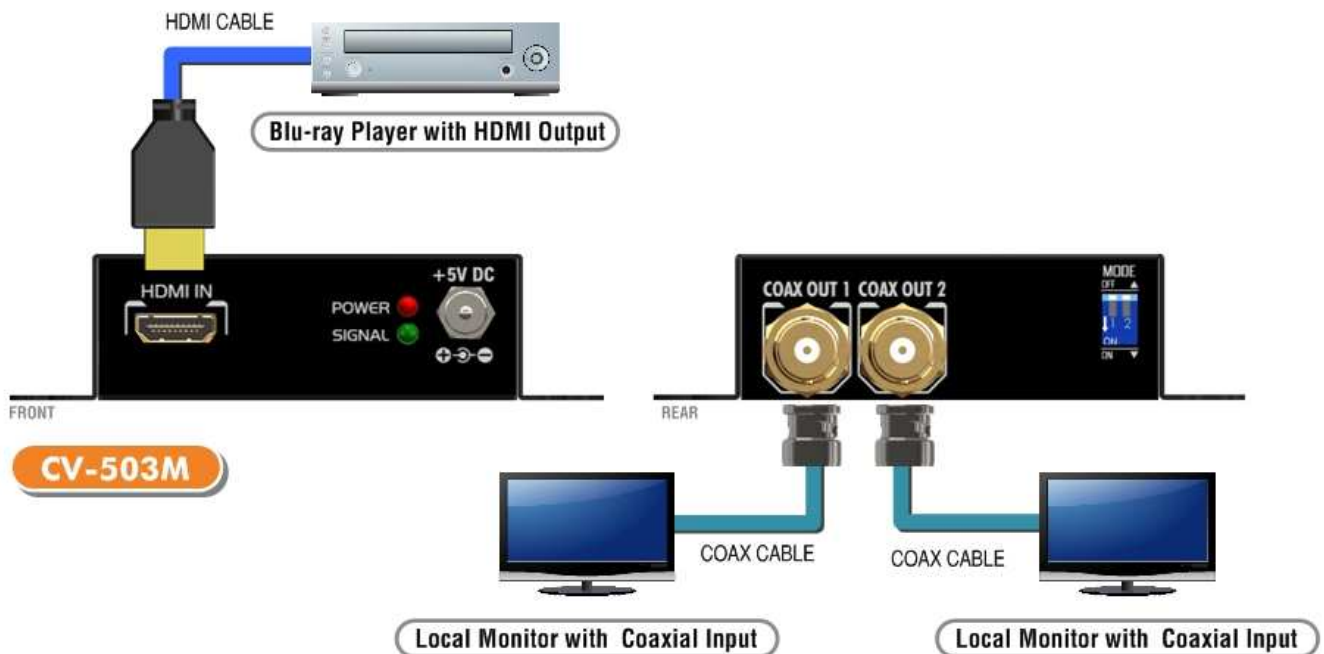 HDMI CABLE
Blu-ray Player with HDMI Output
HDMI IN
POWER
SIGNAL
+5V DC
FRONT
COAX OUT 1 COAX OUT 2
MODE
OFF ▲
1 2
ON
ON ▼
REAR
CV-503M
COAX CABLE
COAX CABLE
Local Monitor with Coaxial Input
Local Monitor with Coaxial Input